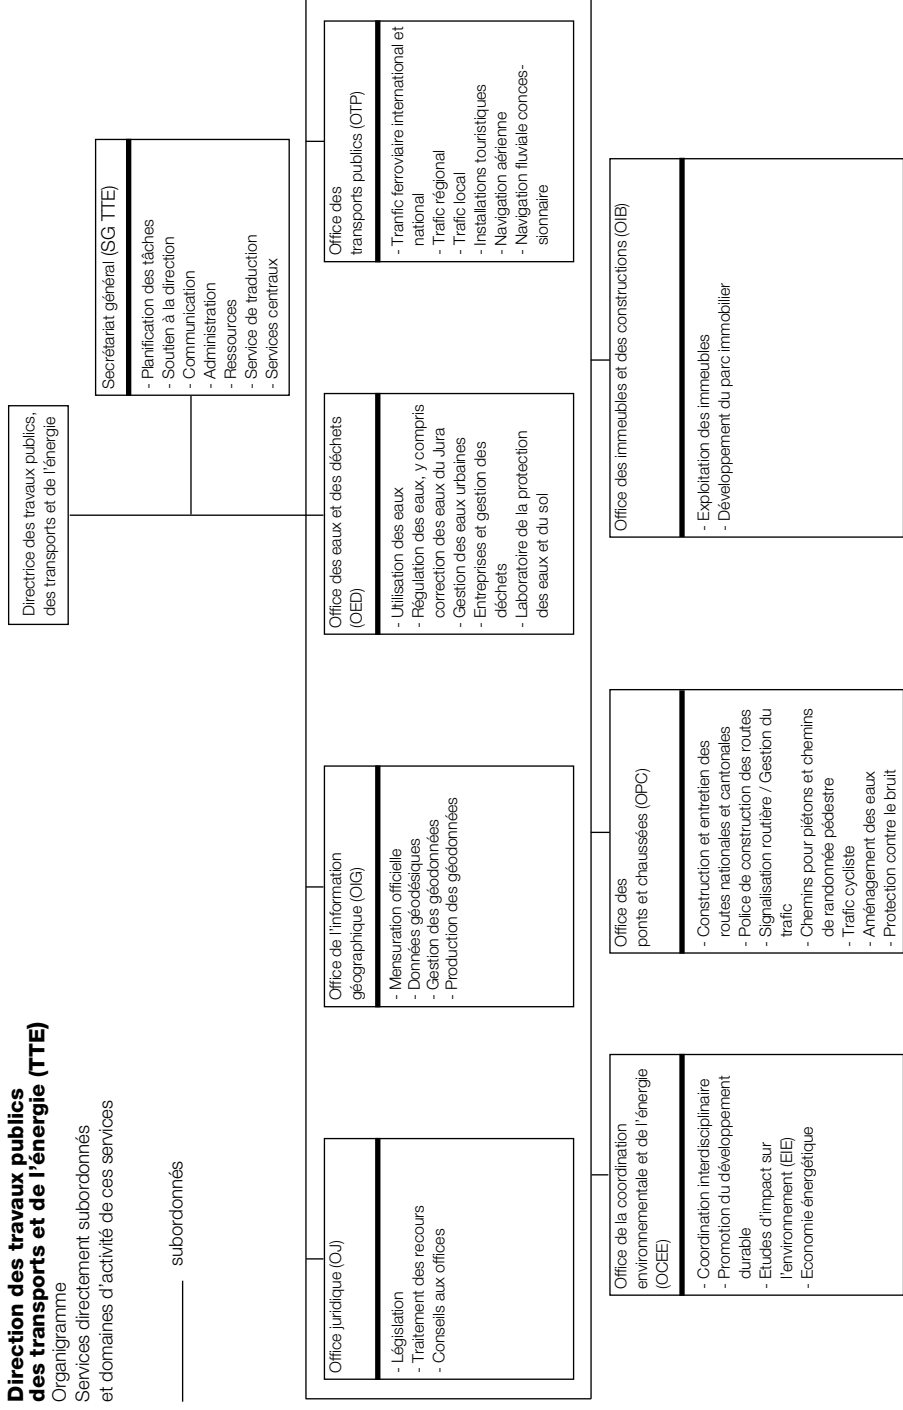 Direction des travaux publics
des transports et de l'énergie (TTE)
Organigramme
Services directement subordonnés
et domaines d'activité de ces services
subordonnés
Directrice des travaux publics,
des transports et de l'énergie
Secrétariat général (SG TTE)
- Planification des tâches
- Soutien à la direction
- Communication
- Administration
- Ressources
- Service de traduction
- Services centraux
Office juridique (OJ)
- Législation
- Traitement des recours
- Conseils aux offices
Office de l'information
géographique (OIG)
- Mensuration officielle
- Données géodésiques
- Gestion des géodonnées
- Production des géodonnées
Office des eaux et des déchets
(OED)
- Utilisation des eaux
- Régulation des eaux, y compris
correction des eaux du Jura
- Gestion des eaux urbaines
- Entreprises et gestion des
déchets
- Laboratoire de la protection
des eaux et du sol
Office des
transports publics (OTP)
- Tranfic ferroviaire international et
national
- Trafic régional
- Trafic local
- Installations touristiques
- Navigation aérienne
- Navigation fluviale conces-
sionnaire
Office de la coordination
environnementale et de l'énergie
(OCEE)
- Coordination interdisciplinaire
- Promotion du développement
durable
- Etudes d'impact sur
l'environnement (EIE)
- Economie énergétique
Office des
ponts et chaussées (OPC)
- Construction et entretien des
routes nationales et cantonales
- Police de construction des routes
- Signalisation routière / Gestion du
trafic
- Chemins pour piétons et chemins
de randonnée pédestre
- Trafic cycliste
- Aménagement des eaux
- Protection contre le bruit
Office des immeubles et des constructions (OIB)
- Exploitation des immeubles
- Développement du parc immobilier